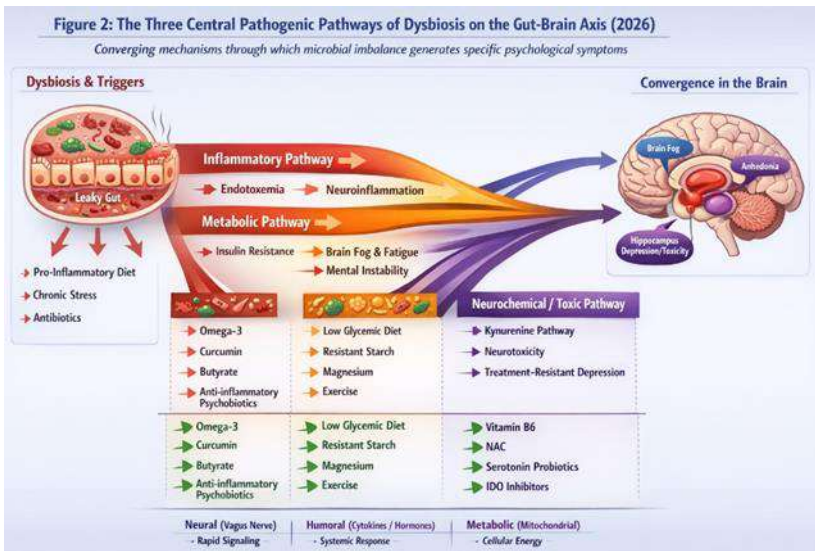 Figure 2: The Three Central Pathogenic Pathways of Dysbiosis on the Gut-Brain Axis (2026)
Converging mechanisms through which microbial imbalance generates specific psychological symptoms
Dysbiosis & Triggers
Leaky Gut
Pro-Inflammatory Diet
Chronic Stress
Antibiotics
Inflammatory Pathway
Endotoxemia
Neuroinflammation
Metabolic Pathway
Insulin Resistance
Brain Fog & Fatigue
Mental Instability
Convergence in the Brain
Brain Fog
Anhedonia
Hippocampus
Depression/Toxicity
Omega-3
Curcumin
Butyrate
Anti-inflammatory
Psychobiotics
Low Glycemic Diet
Resistant Starch
Magnesium
Exercise
Neurochemical / Toxic Pathway
Kynurenine Pathway
Neurotoxicity
Treatment-Resistant Depression
Omega-3
Curcumin
Butyrate
Anti-inflammatory
Psychobiotics
Low Glycemic Diet
Resistant Starch
Magnesium
Exercise
Vitamin B6
NAC
Serotonin Probiotics
IDO Inhibitors
Neural (Vagus Nerve)
- Rapid Signaling
Humoral (Cytokines / Hormones)
- Systemic Response
Metabolic (Mitochondrial)
- Cellular Energy